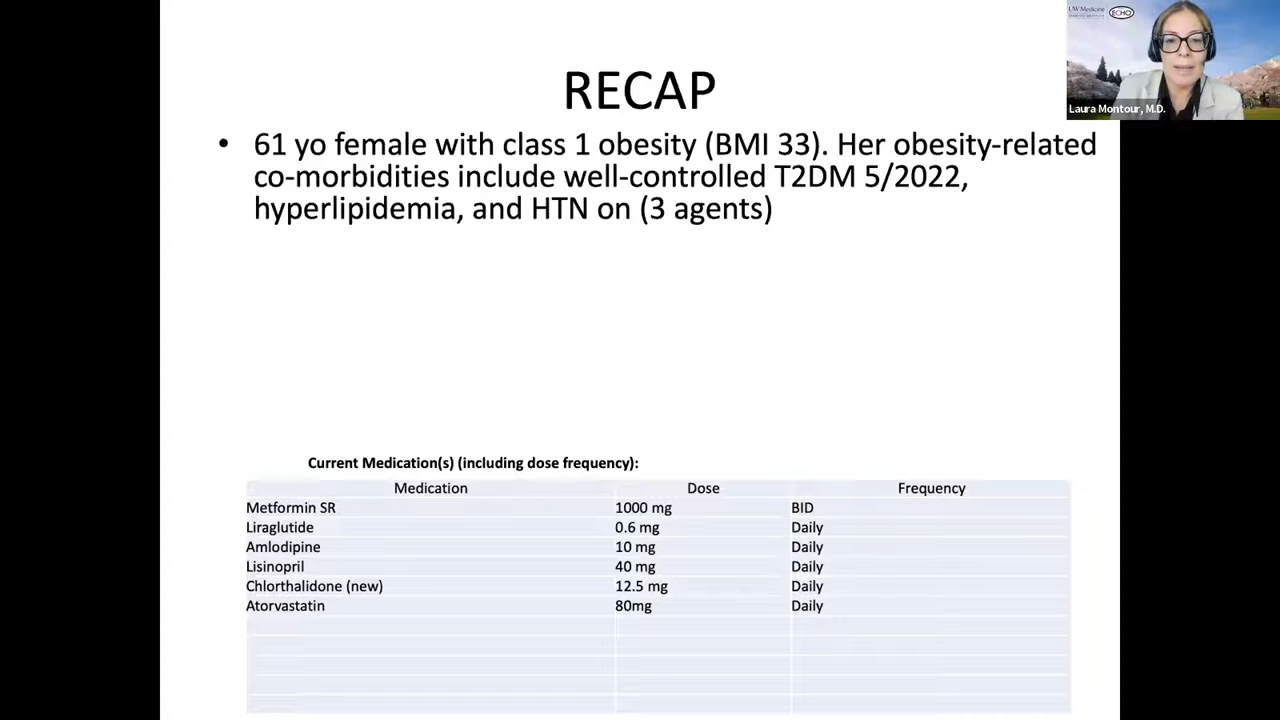 UW Medicine
ECHO
Laura Montour, M.D.
RECAP
• 61 yo female with class 1 obesity (BMI 33). Her obesity-related
co-morbidities include well-controlled T2DM 5/2022,
hyperlipidemia, and HTN on (3 agents)
Current Medication(s) (including dose frequency):
Medication Dose Frequency
Metformin SR 1000 mg BID
Liraglutide 0.6 mg Daily
Amlodipine 10 mg Daily
Lisinopril 40 mg Daily
Chlorthalidone (new) 12.5 mg Daily
Atorvastatin 80mg Daily